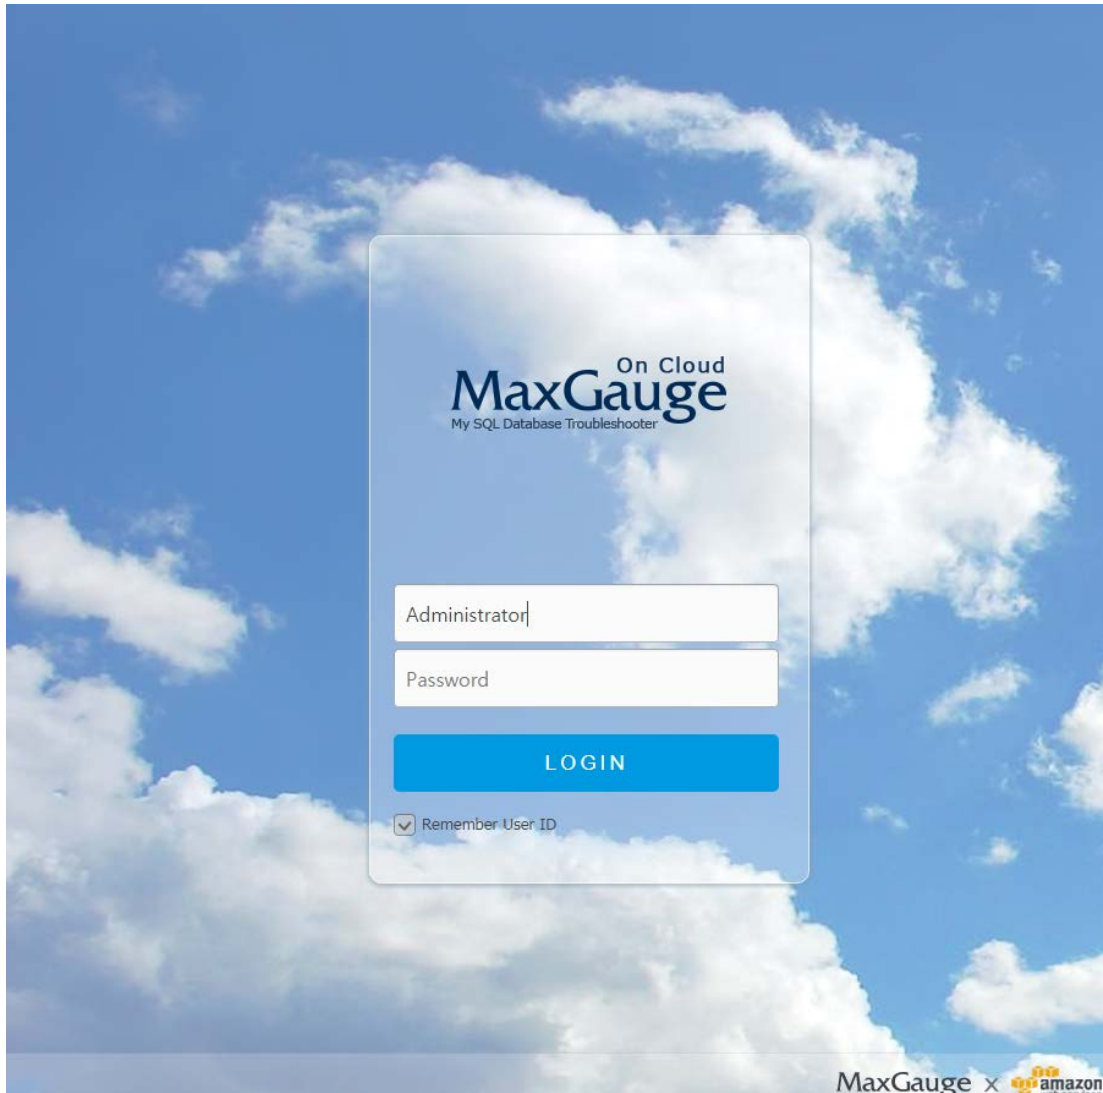 On Cloud
MaxGauge
My SQL Database Troubleshooter
Administrator
Password
LOGIN
Remember User ID
MaxGauge x amazon